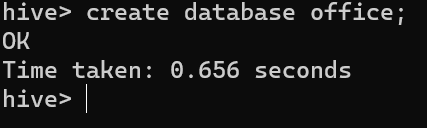 hive> create database office;
OK
Time taken: 0.656 seconds
hive>